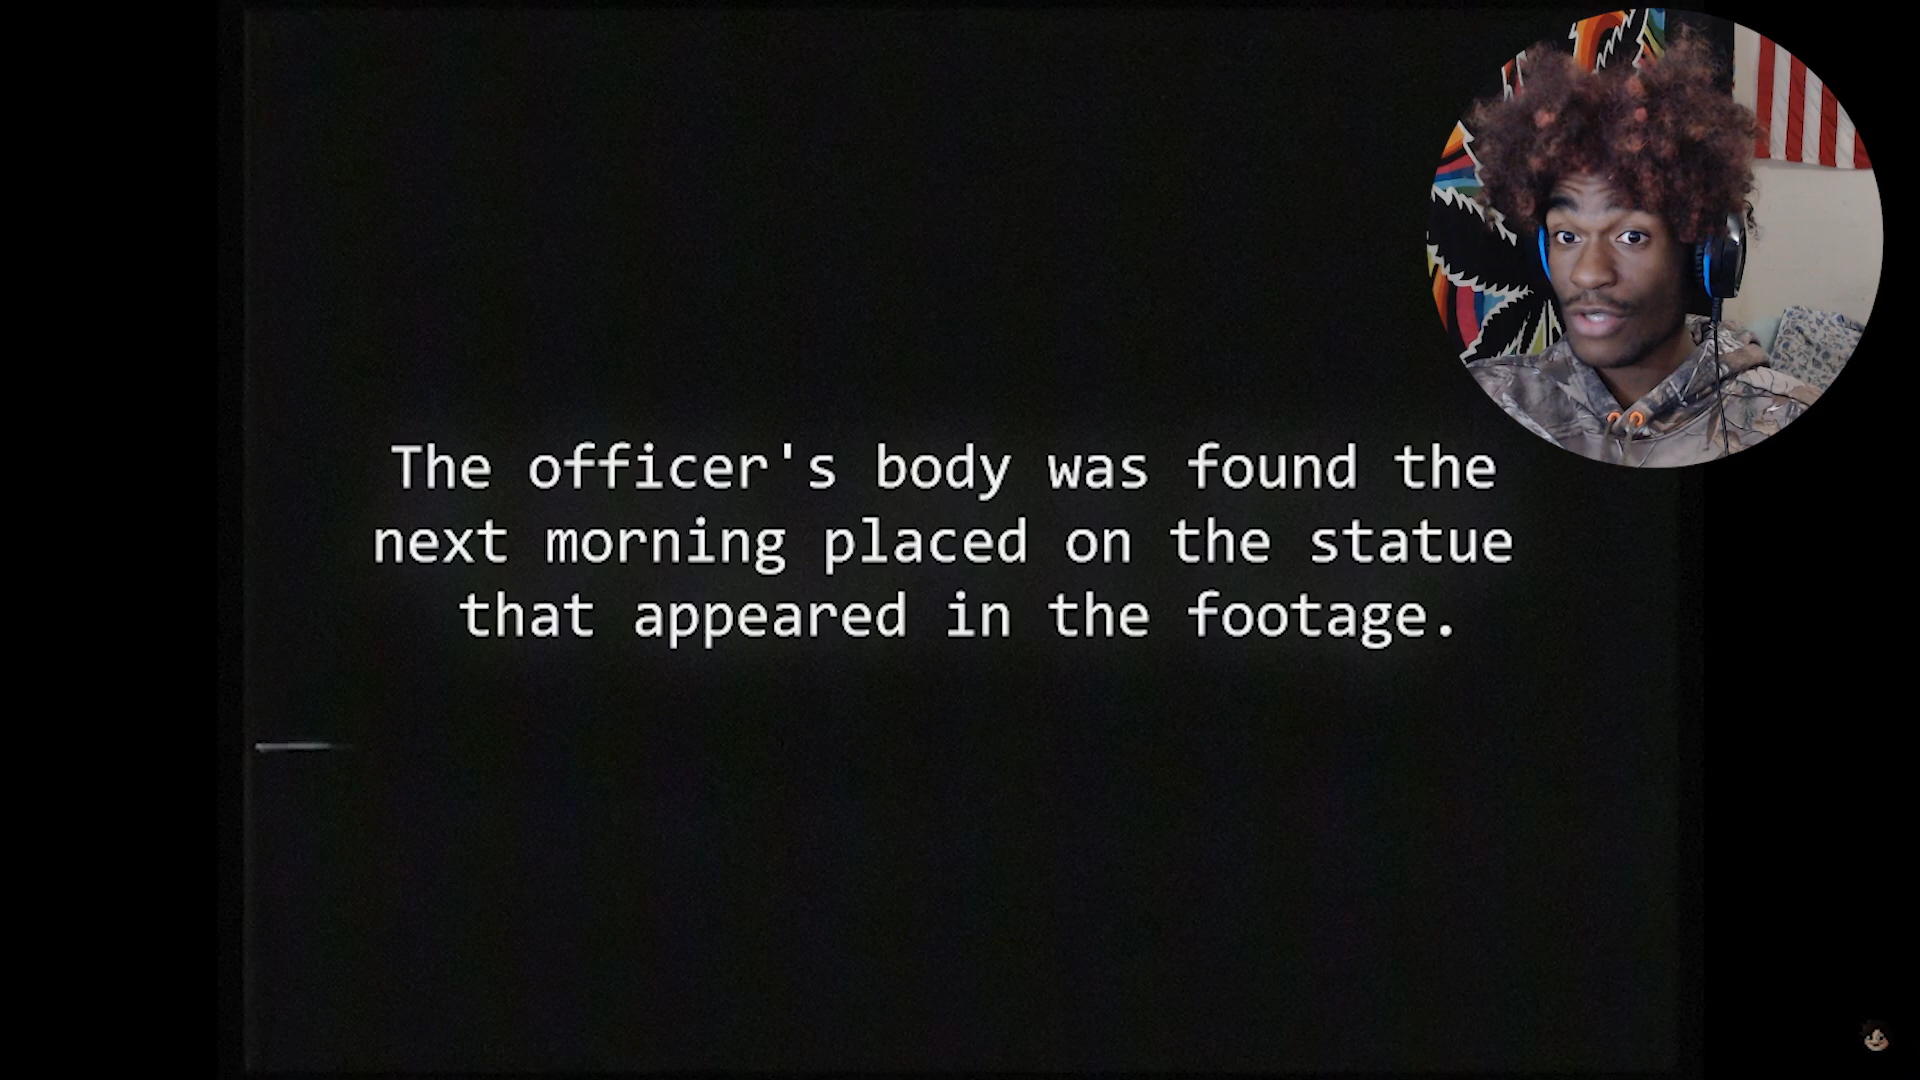 The officer's body was found the
next morning placed on the statue
that appeared in the footage.